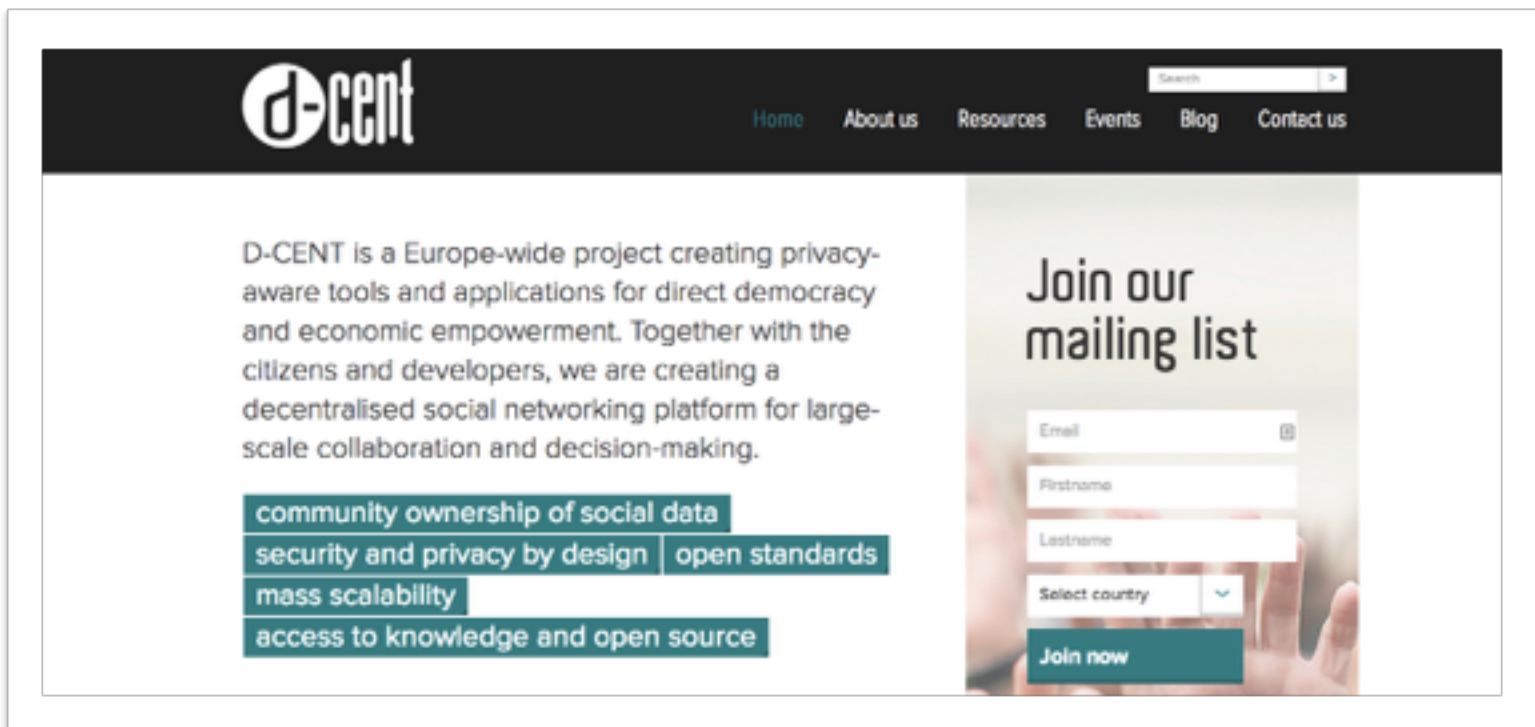 d-cent
Search >
Home About us Resources Events Blog Contact us
D-CENT is a Europe-wide project creating privacy-
aware tools and applications for direct democracy
and economic empowerment. Together with the
citizens and developers, we are creating a
decentralised social networking platform for large-
scale collaboration and decision-making.
community ownership of social data
security and privacy by design open standards
mass scalability
access to knowledge and open source
Join our
mailing list
Email
Firstname
Lastname
Select country
Join now